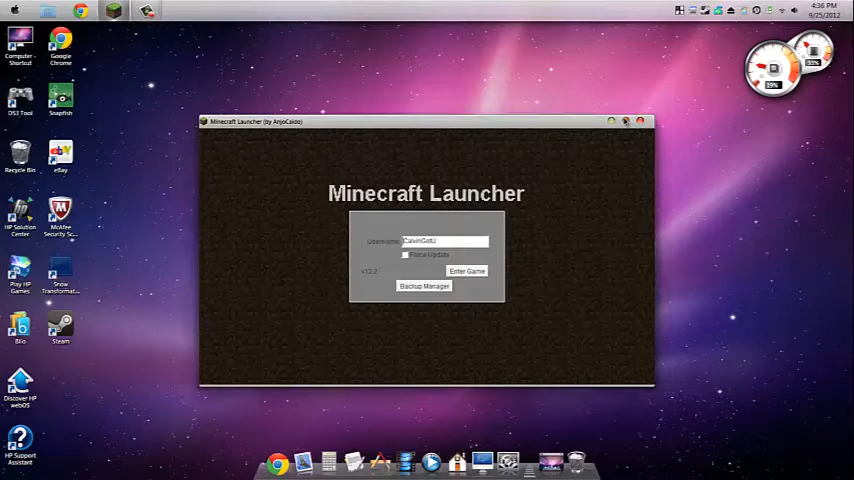 4:36 PM
9/25/2012
Computer -
Shortcut
Google
Chrome
DS3 Tool
Snapfish
Recycle Bin
eBay
HP Solution
Center
McAfee
Security Sc...
Play HP
Games
Snow
Transformat...
Blio
Steam
Discover HP
webOS
HP Support
Assistant
Minecraft Launcher (by AnjoCaido)
Minecraft Launcher
Username: CalvinGotU
Force Update
v12.2
Enter Game
Backup Manager
19%